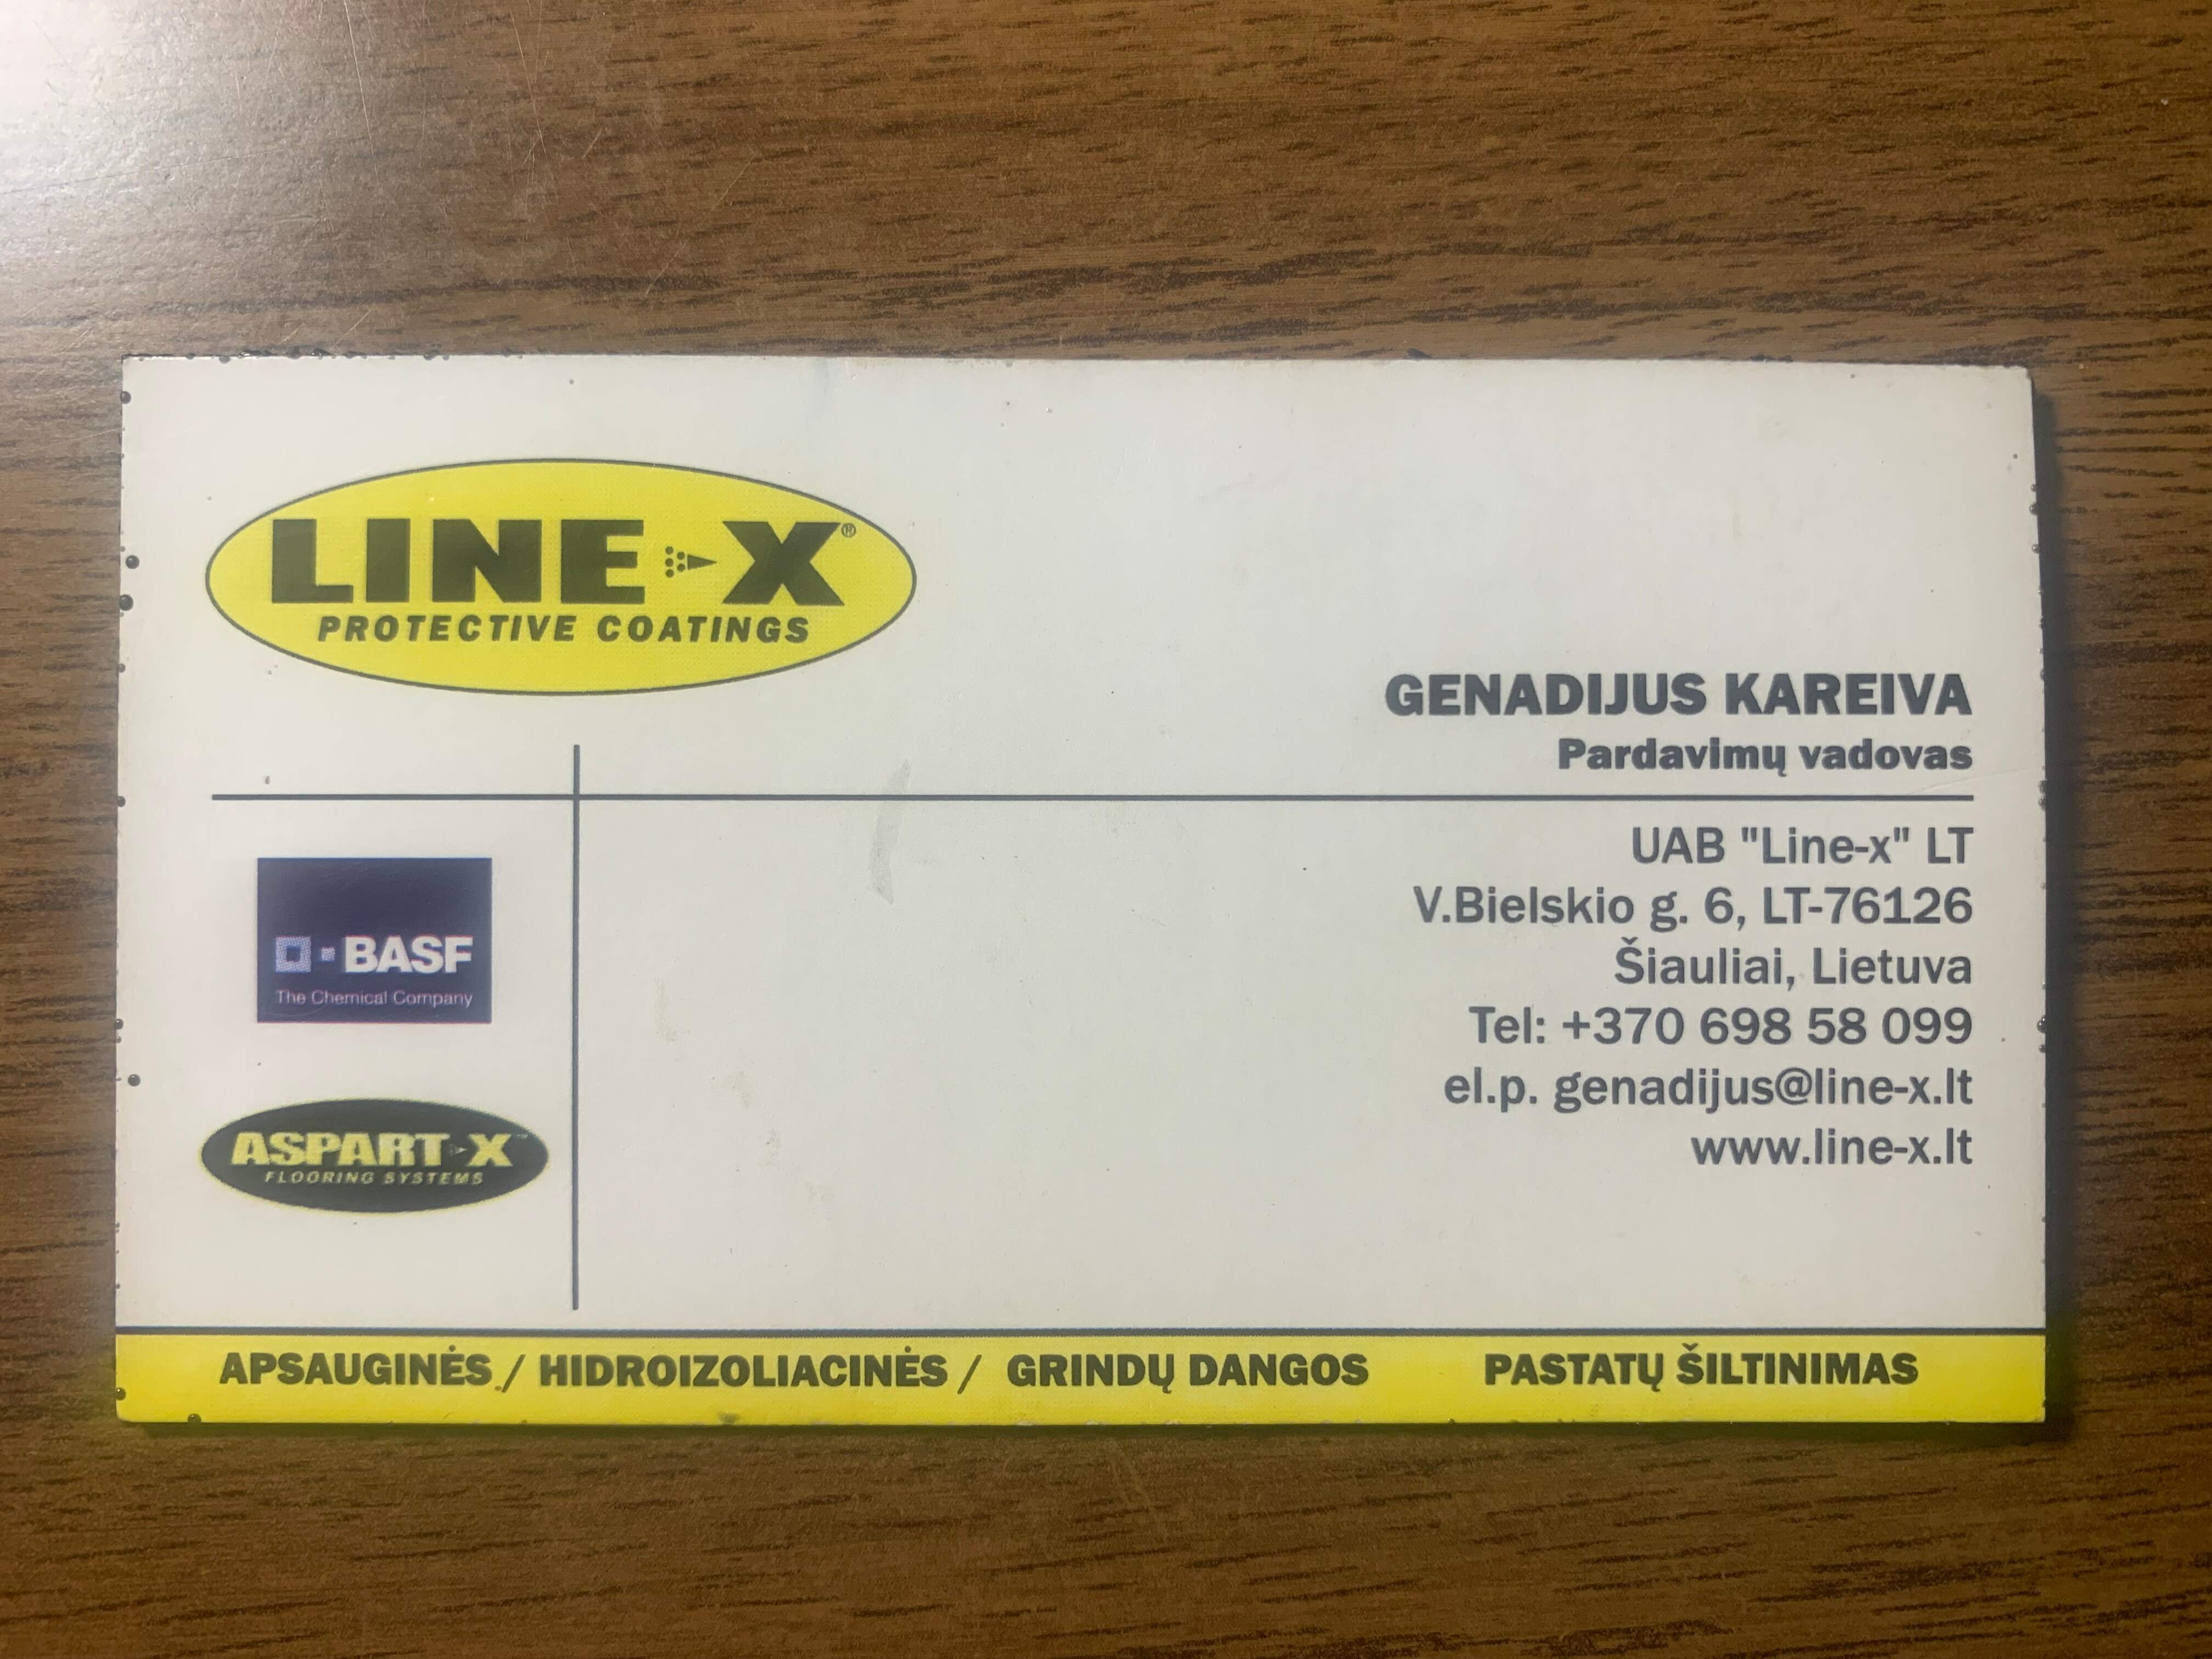 LINE-X®
PROTECTIVE COATINGS
GENADIJUS KAREIVA
Pardavimų vadovas
BASF
The Chemical Company
ASPART-X™
FLOORING SYSTEMS
UAB "Line-x" LT
V.Bielskio g. 6, LT-76126
Šiauliai, Lietuva
Tel: +370 698 58 099
el.p. genadijus@line-x.lt
www.line-x.lt
APSAUGINĖS / HIDROIZOLIACINĖS / GRINDŲ DANGOS PASTATŲ ŠILTINIMAS